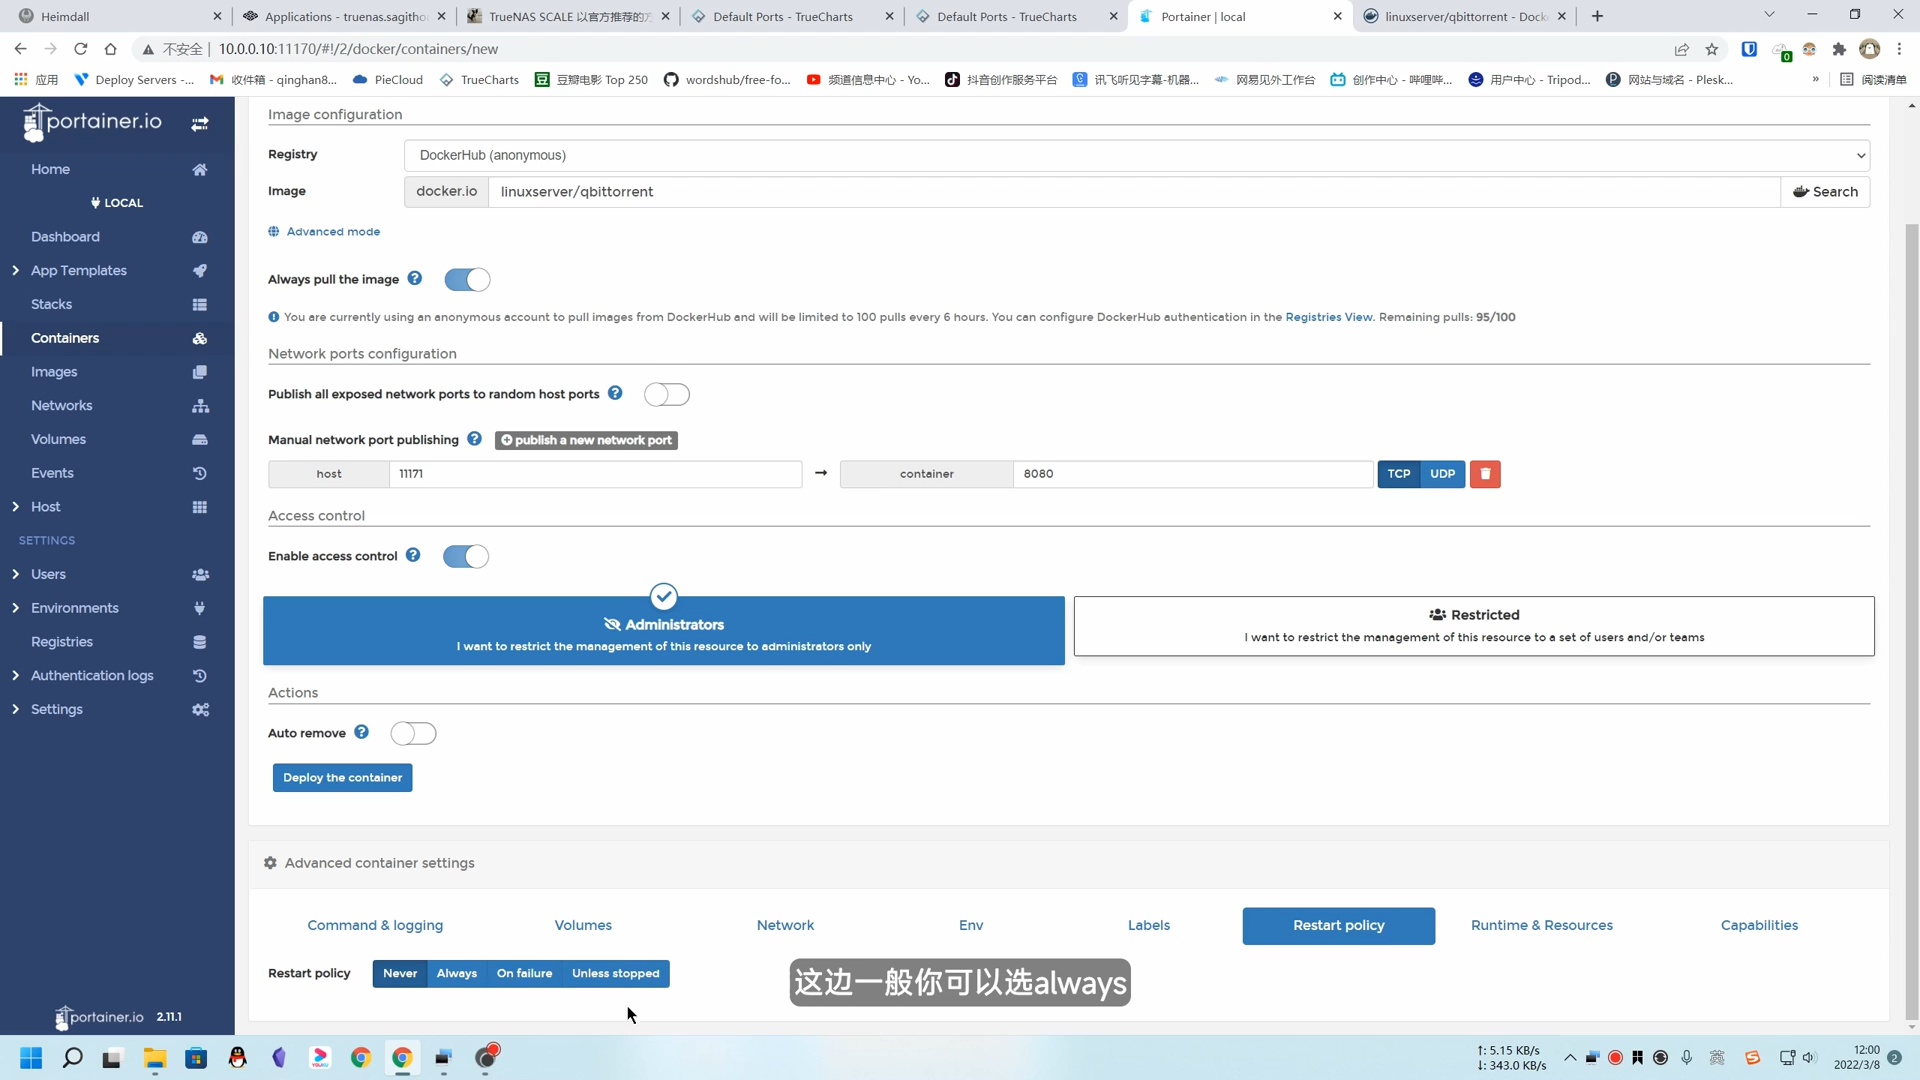 Heimdall
Applications - truenas.sagitho
TrueNAS SCALE 以官方推荐的方
Default Ports - TrueCharts
Default Ports - TrueCharts
Portainer | local
linuxserver/qbittorrent - Dock
不安全 | 10.0.0.10:11170/#!/2/docker/containers/new
应用
Deploy Servers -...
收件箱 - qinghan8...
PieCloud
TrueCharts
豆瓣电影 Top 250
wordshub/free-fo...
频道信息中心 - Yo...
抖音创作服务平台
讯飞听见字幕-机器...
网易见外工作台
创作中心 - 哔哩哔...
用户中心 - Tripod...
网站与域名 - Plesk...
»
阅读清单
portainer.io
Home
LOCAL
Dashboard
App Templates
Stacks
Containers
Images
Networks
Volumes
Events
Host
SETTINGS
Users
Environments
Registries
Authentication logs
Settings
portainer.io 2.11.1
Image configuration
Registry
DockerHub (anonymous)
Image
docker.io
linuxserver/qbittorrent
Search
Advanced mode
Always pull the image
You are currently using an anonymous account to pull images from DockerHub and will be limited to 100 pulls every 6 hours. You can configure DockerHub authentication in the Registries View. Remaining pulls: 95/100
Network ports configuration
Publish all exposed network ports to random host ports
Manual network port publishing
publish a new network port
host
11171
container
8080
TCP
UDP
Access control
Enable access control
Administrators
I want to restrict the management of this resource to administrators only
Restricted
I want to restrict the management of this resource to a set of users and/or teams
Actions
Auto remove
Deploy the container
Advanced container settings
Command & logging
Volumes
Network
Env
Labels
Restart policy
Runtime & Resources
Capabilities
Restart policy
Never
Always
On failure
Unless stopped
这边一般你可以选always
↑: 5.15 KB/s
↓: 343.0 KB/s
英
12:00
2022/3/8
2